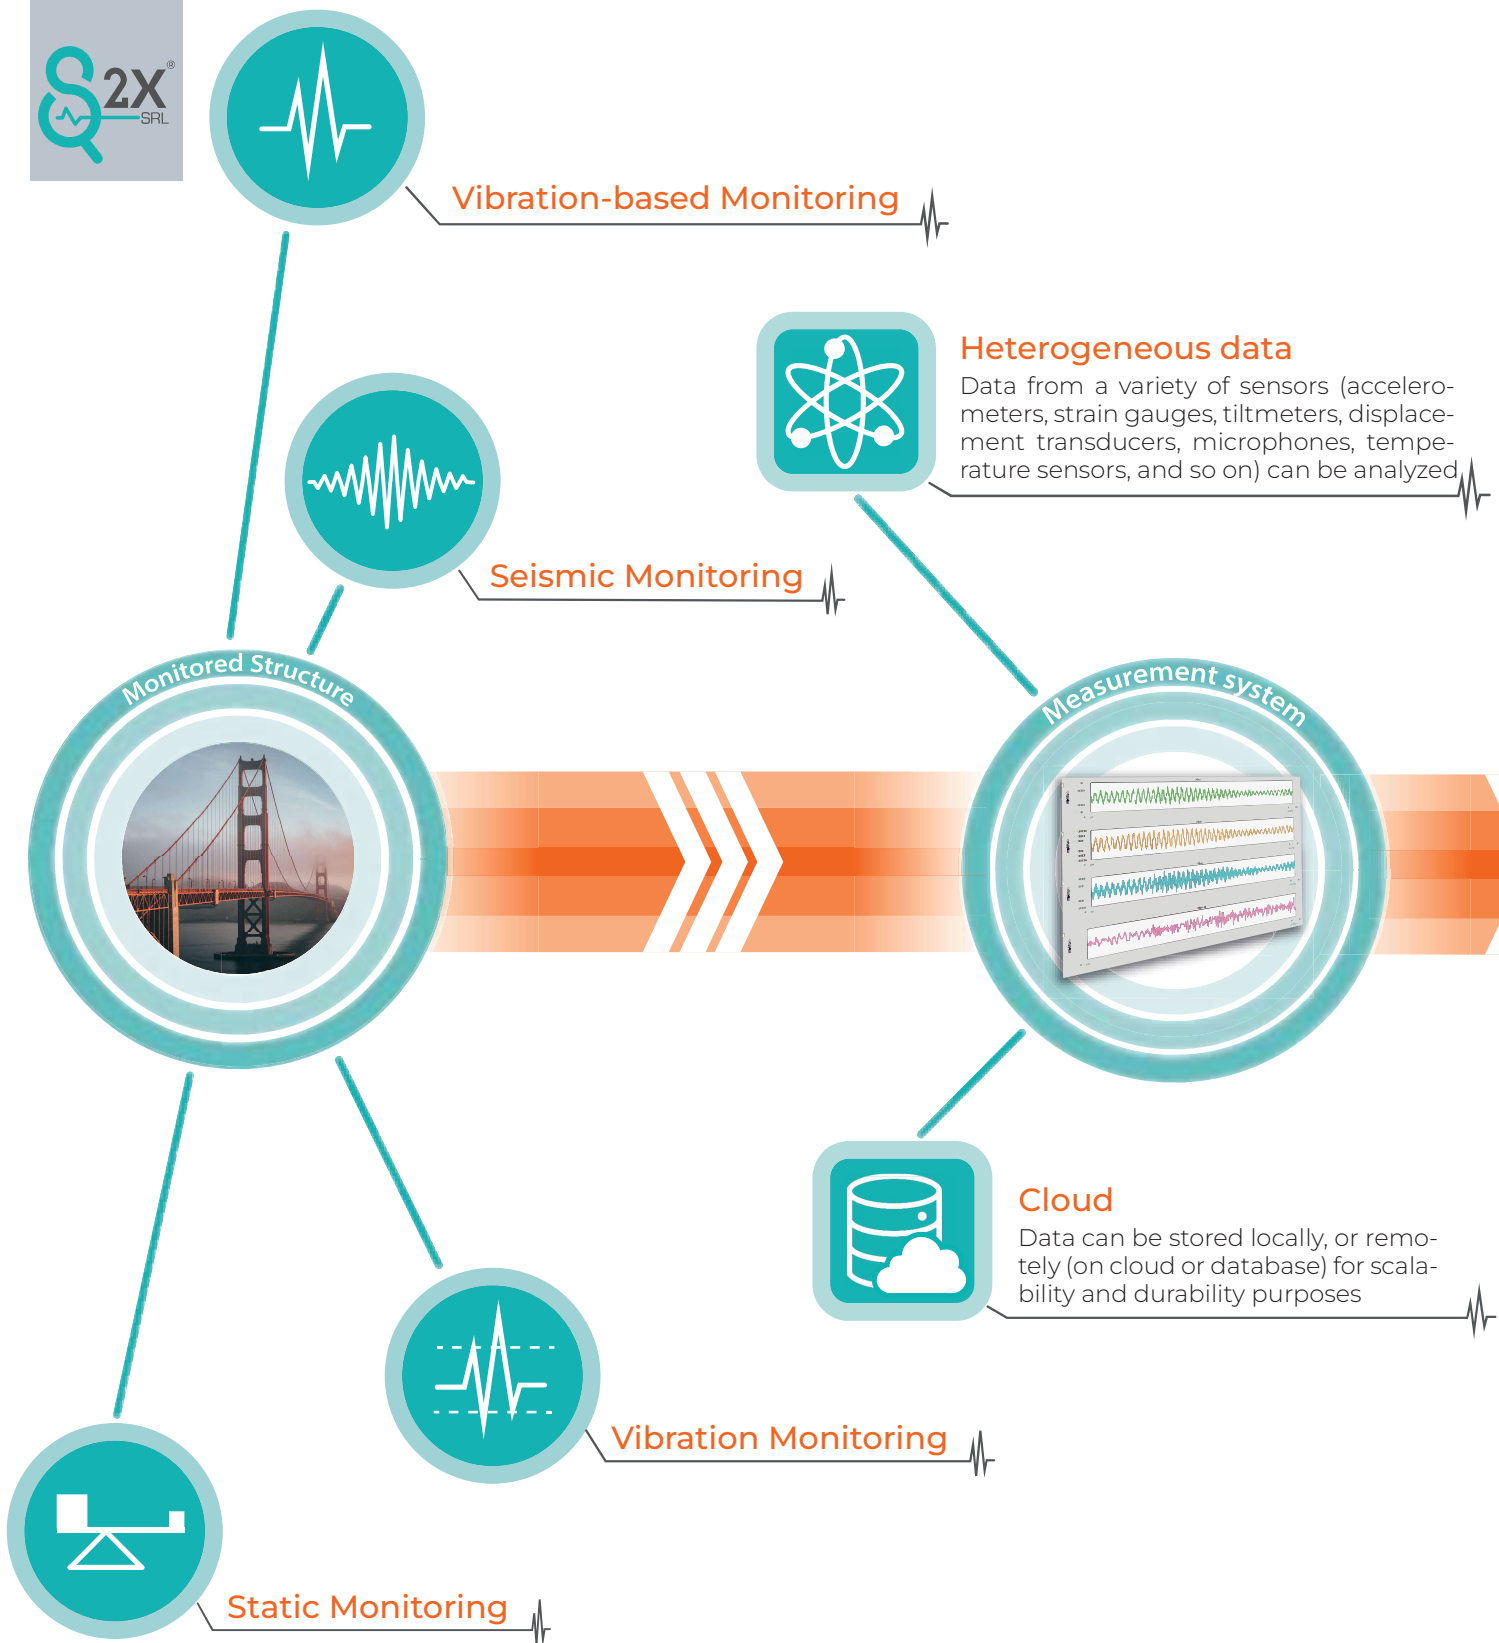 S2X®
SRL
Vibration-based Monitoring
Heterogeneous data
Data from a variety of sensors (accelero-
meters, strain gauges, tiltmeters, displace-
ment transducers, microphones, tempe-
rature sensors, and so on) can be analyzed
Seismic Monitoring
Monitored Structure
Measurement system
Cloud
Data can be stored locally, or remo-
tely (on cloud or database) for scala-
bility and durability purposes
Vibration Monitoring
Static Monitoring